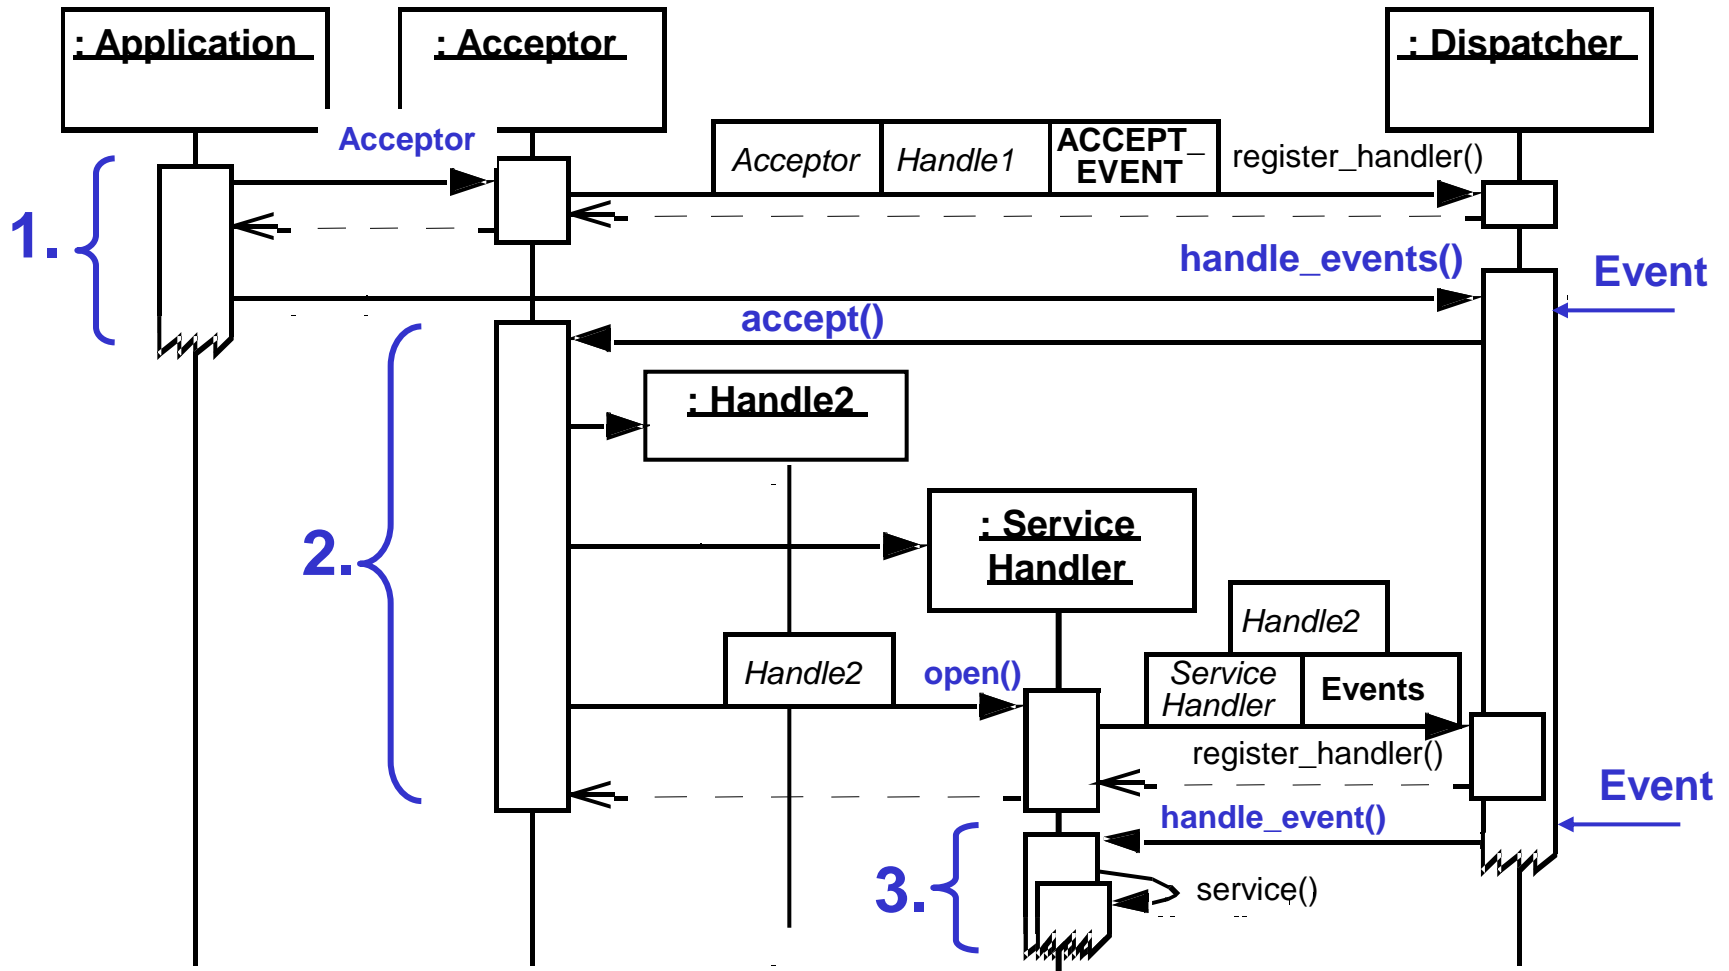 : Application
: Acceptor
: Dispatcher
Acceptor
Acceptor
Handle1
ACCEPT_
EVENT
register_handler()
1.
handle_events()
Event
accept()
: Handle2
2.
: Service
Handler
Handle2
Handle2
open()
Service
Handler
Events
register_handler()
Event
handle_event()
3.
service()